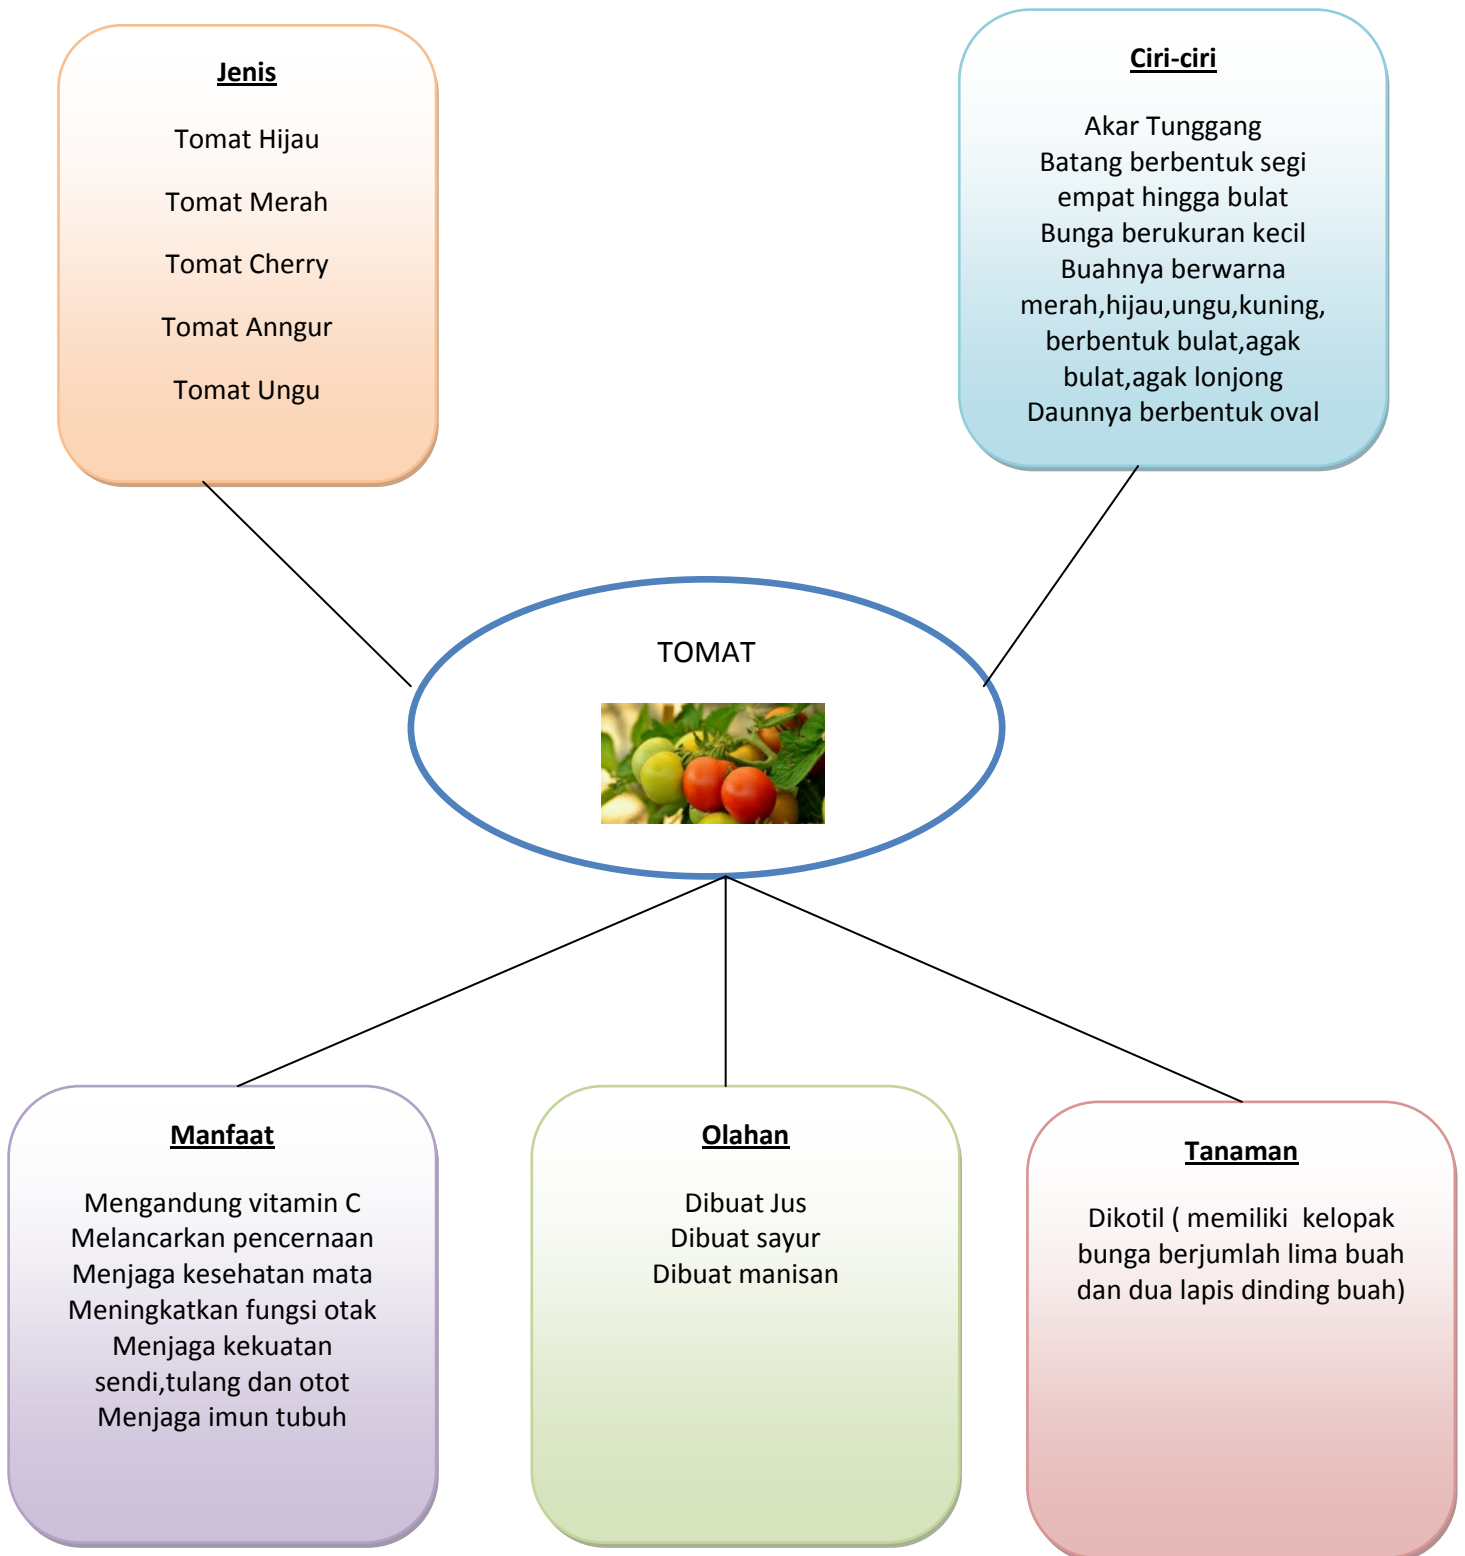 Jenis
Tomat Hijau
Tomat Merah
Tomat Cherry
Tomat Anngur
Tomat Ungu
Ciri-ciri
Akar Tunggang
Batang berbentuk segi
empat hingga bulat
Bunga berukuran kecil
Buahnya berwarna
merah,hijau,ungu,kuning,
berbentuk bulat,agak
bulat,agak lonjong
Daunnya berbentuk oval
TOMAT
Manfaat
Mengandung vitamin C
Melancarkan pencernaan
Menjaga kesehatan mata
Meningkatkan fungsi otak
Menjaga kekuatan
sendi,tulang dan otot
Menjaga imun tubuh
Olahan
Dibuat Jus
Dibuat sayur
Dibuat manisan
Tanaman
Dikotil ( memiliki  kelopak
bunga berjumlah lima buah
dan dua lapis dinding buah)